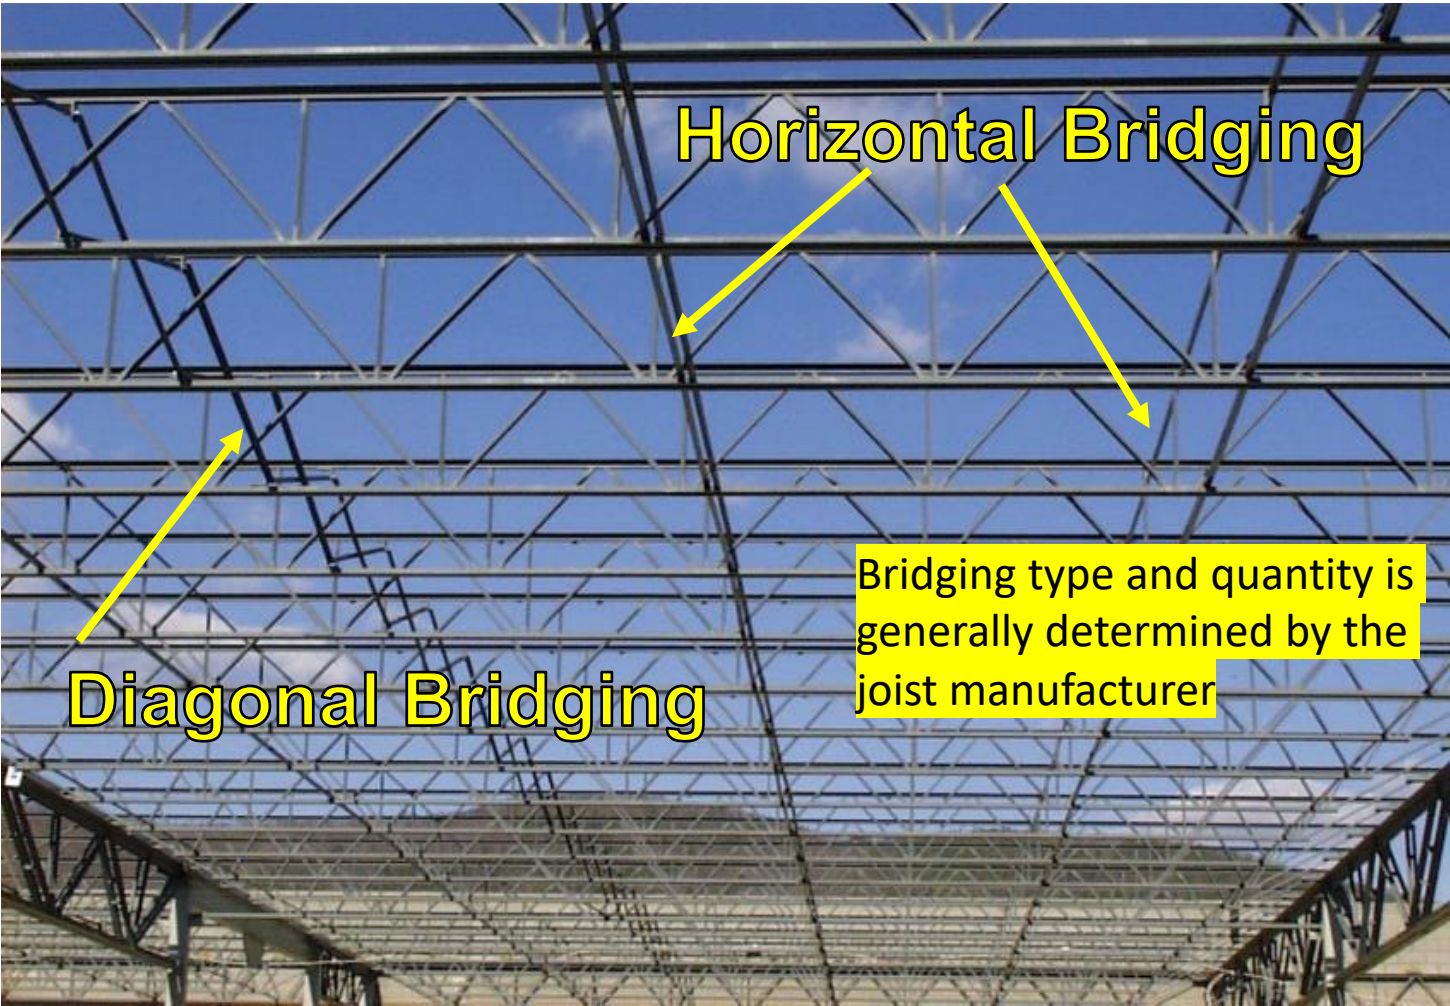 Horizontal Bridging
Bridging type and quantity is
generally determined by the
joist manufacturer
Diagonal Bridging